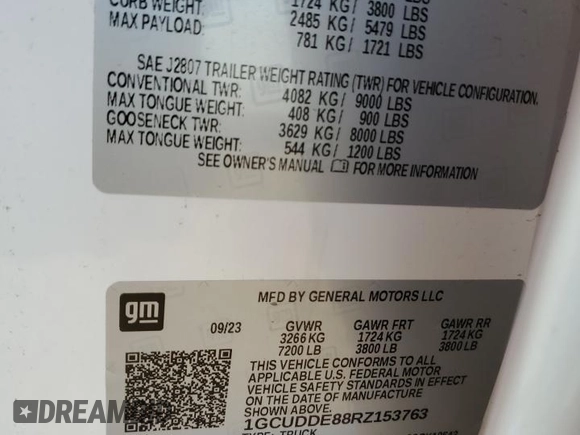 CURB WEIGHT: 1724 KG/ 3800 LBS
MAX PAYLOAD: 2485 KG/ 5479 LBS
781 KG/ 1721 LBS
SAE J2807 TRAILER WEIGHT RATING (TWR) FOR VEHICLE CONFIGURATION.
CONVENTIONAL TWR: 4082 KG/ 9000 LBS
MAX TONGUE WEIGHT: 408 KG/ 900 LBS
GOOSENECK TWR: 3629 KG/ 8000 LBS
MAX TONGUE WEIGHT: 544 KG/ 1200 LBS
SEE OWNER'S MANUAL FOR MORE INFORMATION
gm
MFD BY GENERAL MOTORS LLC
09/23 GVWR GAWR FRT GAWR RR
3266 KG 1724 KG 1724 KG
7200 LB 3800 LB 3800 LB
THIS VEHICLE CONFORMS TO ALL
APPLICABLE U.S. FEDERAL MOTOR
VEHICLE SAFETY STANDARDS IN EFFECT
ON THE DATE OF MANUFACTURE
SHOWN ABOVE.
1GCUDDE88RZ153763
TYPE: TRUCK